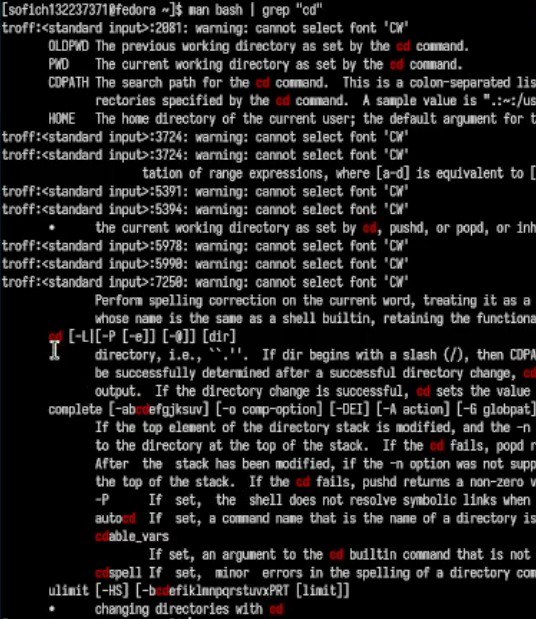 [sofich132237371@fedora ~]$ man bash | grep "cd"
troff:<standard input>:2081: warning: cannot select font 'CW'
OLDPWD The previous working directory as set by the cd command.
PWD The current working directory as set by the cd command.
CDPATH The search path for the cd command. This is a colon-separated lis
rectories specified by the cd command. A sample value is ".:~:/us
HOME The home directory of the current user; the default argument for t
troff:<standard input>:3724: warning: cannot select font 'CW'
troff:<standard input>:3724: warning: cannot select font 'CW'
tation of range expressions, where [a-d] is equivalent to [
troff:<standard input>:5391: warning: cannot select font 'CW'
troff:<standard input>:5394: warning: cannot select font 'CW'
• the current working directory as set by cd, pushd, or popd, or inh
troff:<standard input>:5978: warning: cannot select font 'CW'
troff:<standard input>:5990: warning: cannot select font 'CW'
troff:<standard input>:7250: warning: cannot select font 'CW'
Perform spelling correction on the current word, treating it as a
whose name is the same as a shell builtin, retaining the functiona
cd [-L|[-P [-e]] [-@]] [dir]
directory, i.e., ``.''. If dir begins with a slash (/), then CDPA
be successfully determined after a successful directory change, cd
output. If the directory change is successful, cd sets the value
complete [-abcdefgjksuv] [-o comp-option] [-DEI] [-A action] [-G globpat]
If the top element of the directory stack is modified, and the -n
to the directory at the top of the stack. If the cd fails, popd r
After the stack has been modified, if the -n option was not supp
the top of the stack. If the cd fails, pushd returns a non-zero v
-P If set, the shell does not resolve symbolic links when
autocd If set, a command name that is the name of a directory is
cdable_vars
If set, an argument to the cd builtin command that is not
cdspell If set, minor errors in the spelling of a directory com
ulimit [-HS] [-bcdefiklmnpqrstuvxPRT [limit]]
• changing directories with cd